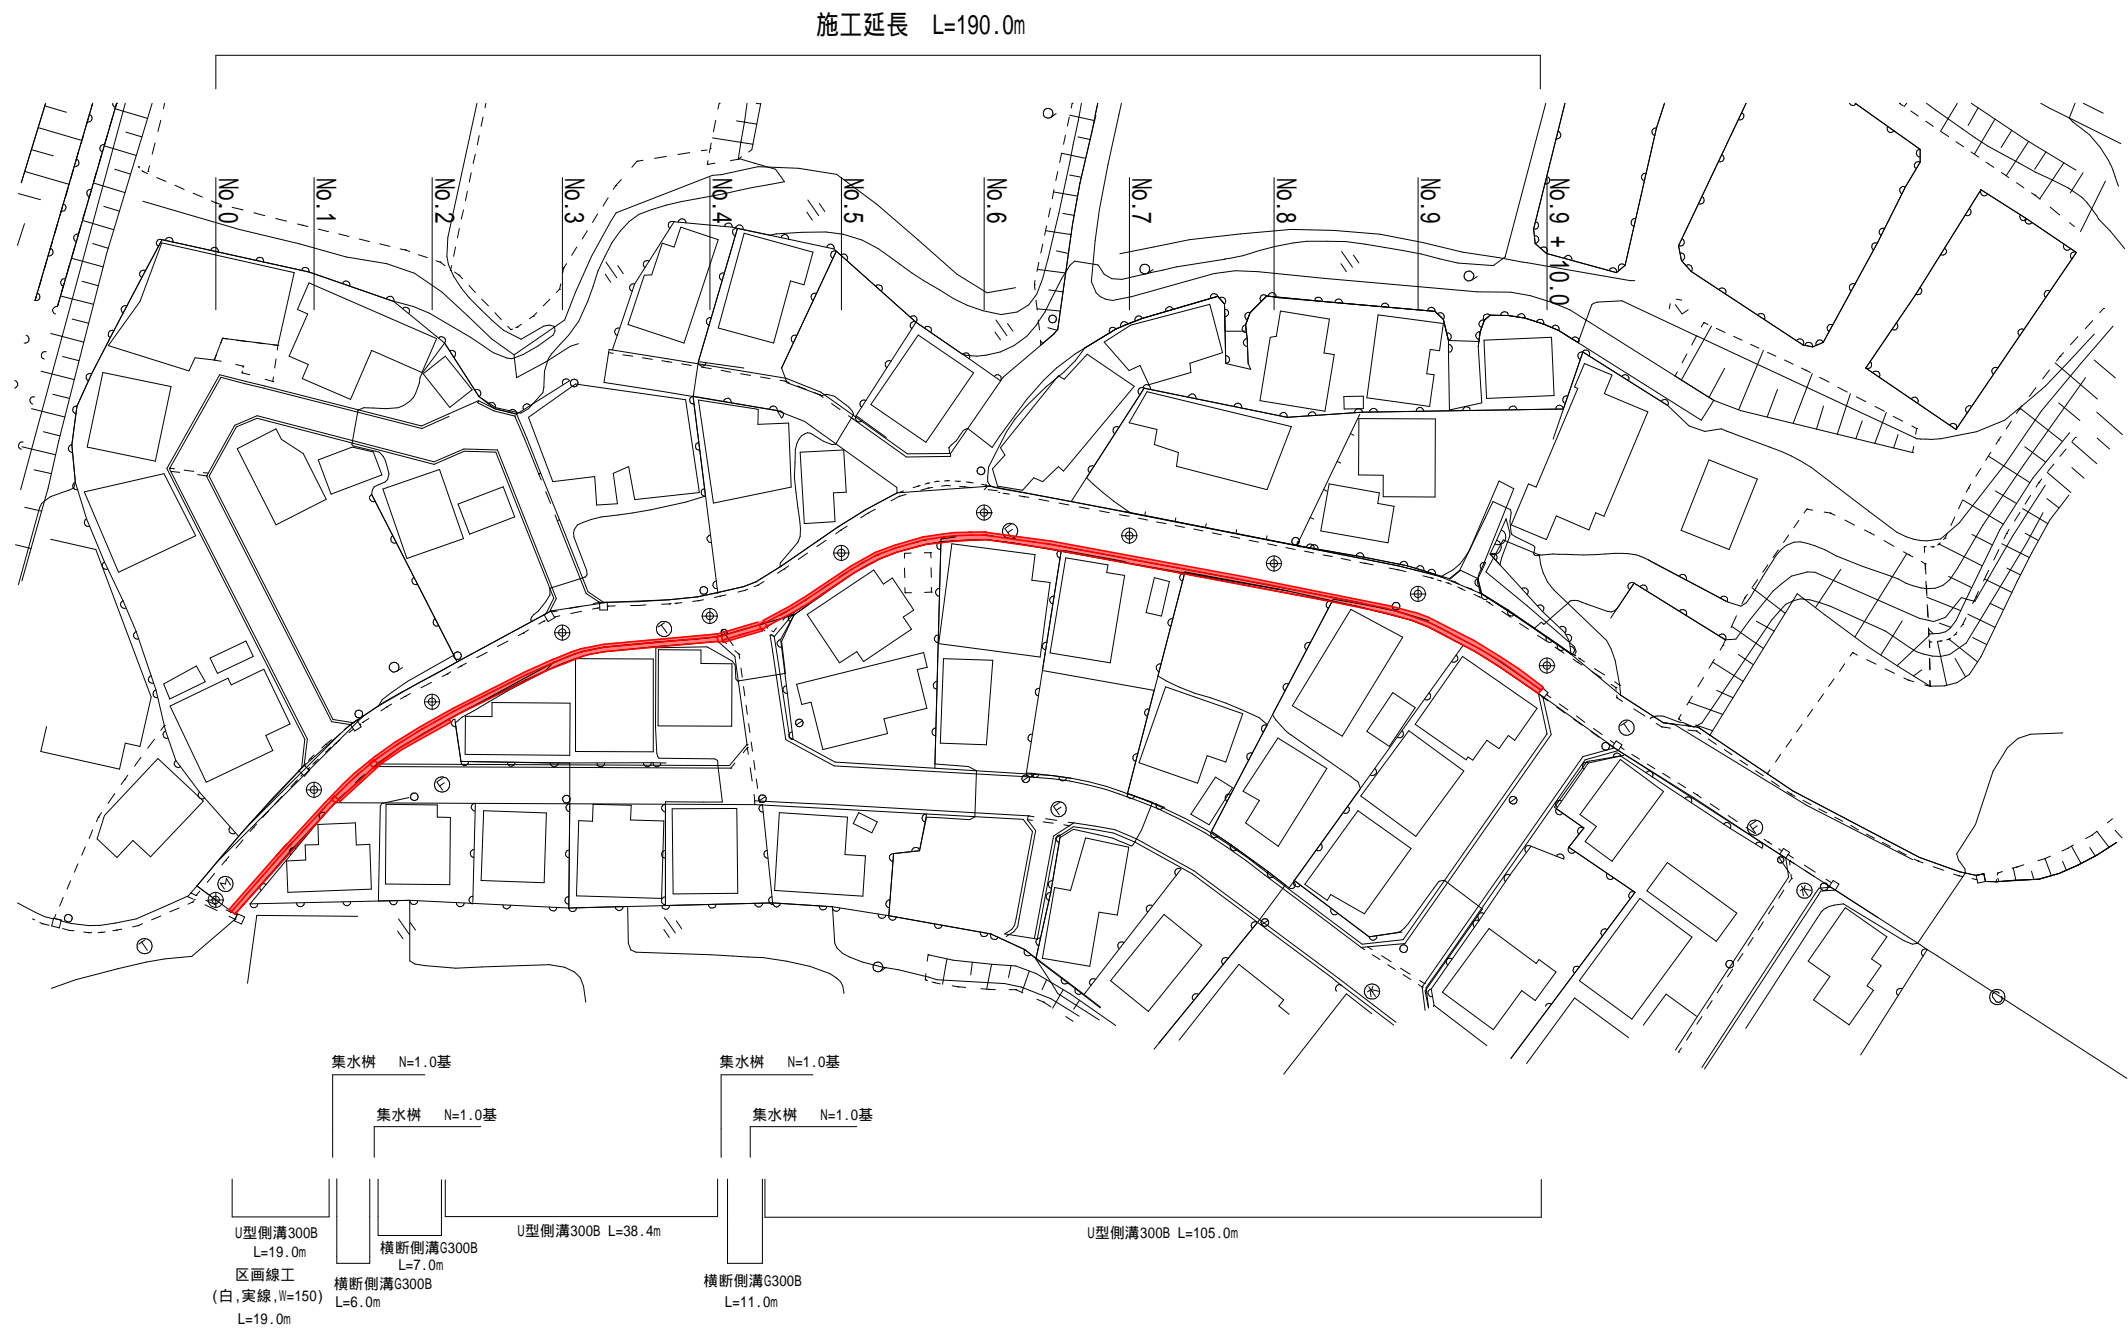 施工延長 L=190.0m
No.0
No.1
No.2
No.3
No.4
No.5
No.6
No.7
No.8
No.9
No.9 + 10.0
集水桝 N=1.0基
集水桝 N=1.0基
集水桝 N=1.0基
集水桝 N=1.0基
U型側溝300B
L=19.0m
区画線工
(白,実線,W=150)
L=19.0m
横断側溝G300B
L=6.0m
横断側溝G300B
L=7.0m
U型側溝300B L=38.4m
横断側溝G300B
L=11.0m
U型側溝300B L=105.0m